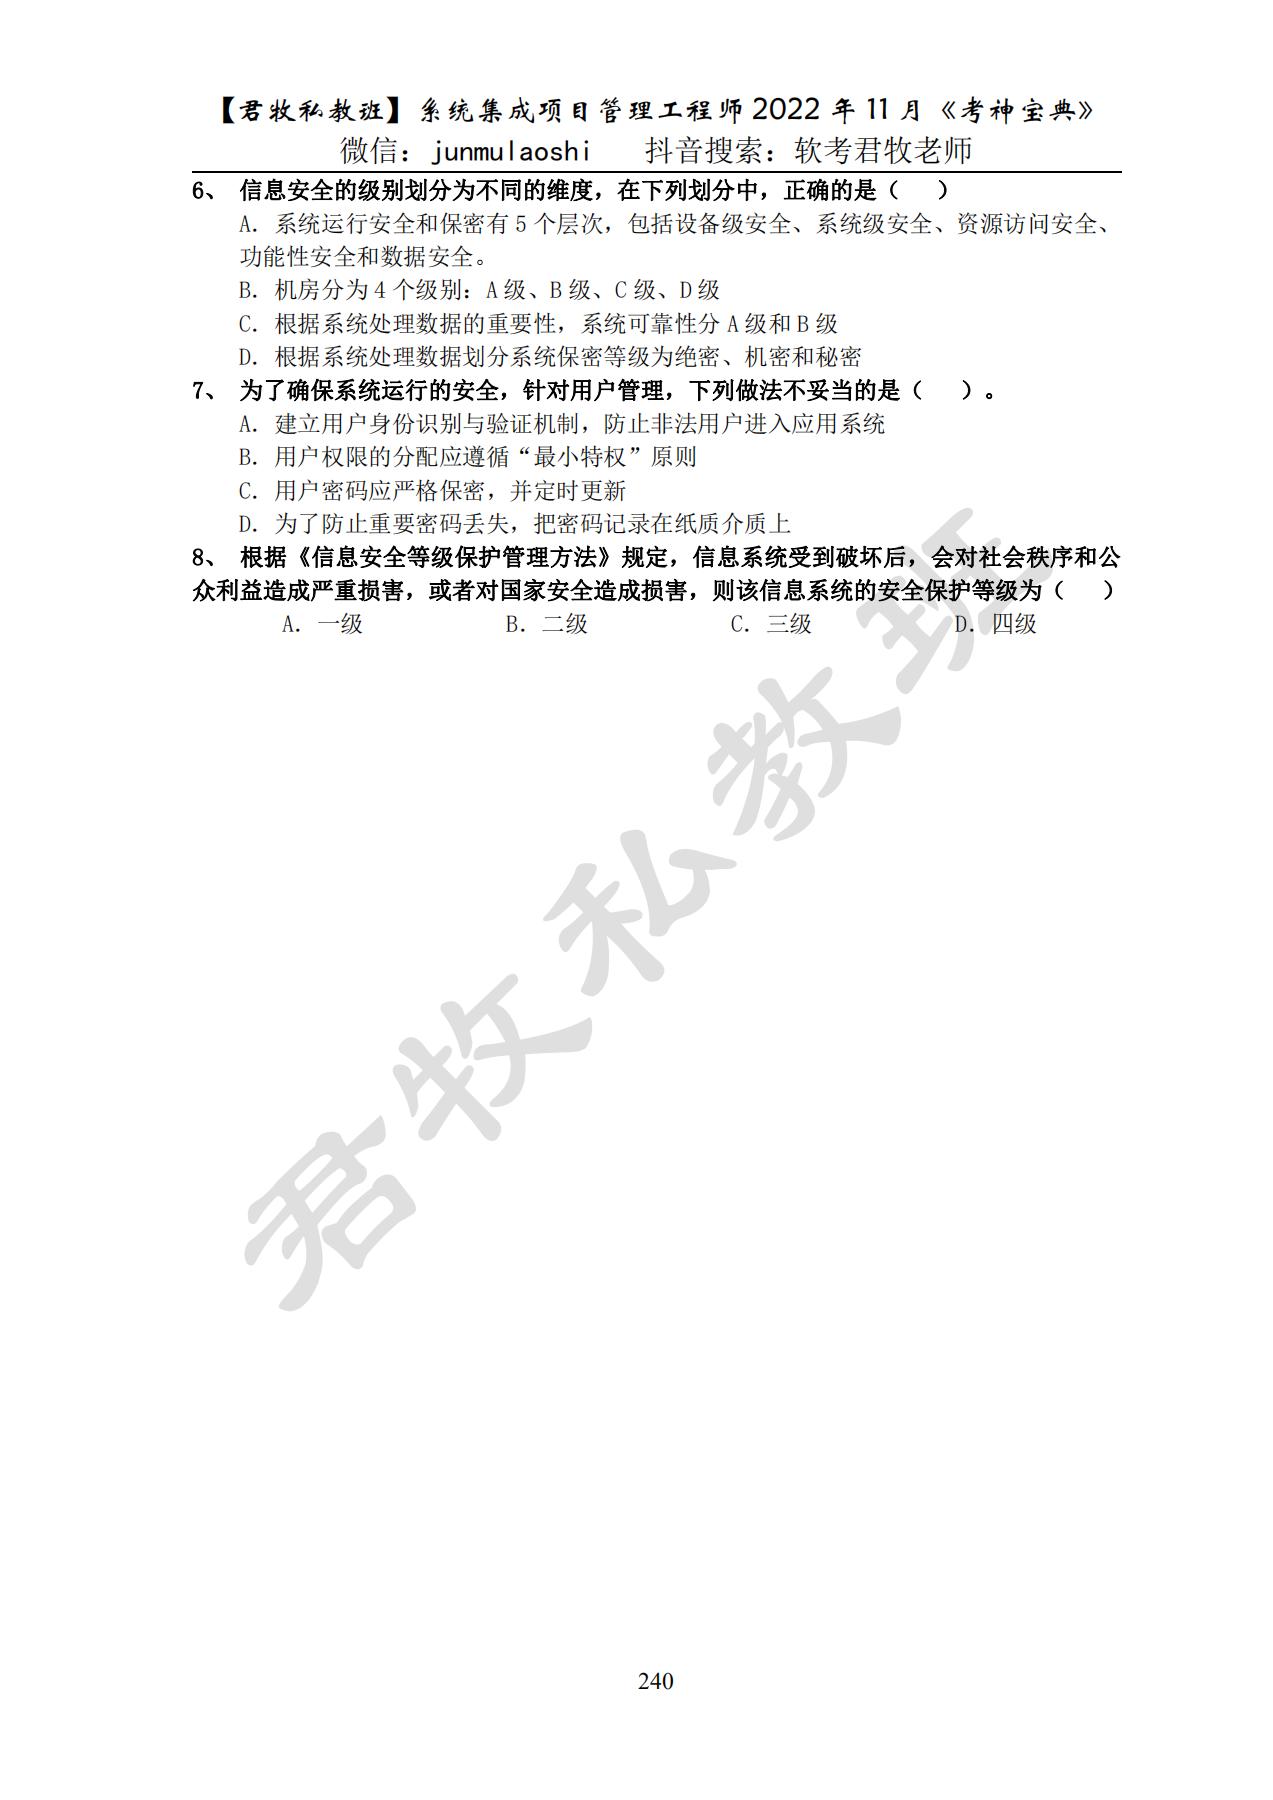 【君牧私教班】系统集成项目管理工程师 2022 年 11 月《考神宝典》
微信：junmulaoshi 抖音搜索：软考君牧老师
6、 信息安全的级别划分为不同的维度，在下列划分中，正确的是（ ）
A. 系统运行安全和保密有 5 个层次，包括设备级安全、系统级安全、资源访问安全、
功能性安全和数据安全。
B. 机房分为 4 个级别：A 级、B 级、C 级、D 级
C. 根据系统处理数据的重要性，系统可靠性分 A 级和 B 级
D. 根据系统处理数据划分系统保密等级为绝密、机密和秘密
7、 为了确保系统运行的安全，针对用户管理，下列做法不妥当的是（ ）。
A. 建立用户身份识别与验证机制，防止非法用户进入应用系统
B. 用户权限的分配应遵循“最小特权”原则
C. 用户密码应严格保密，并定时更新
D. 为了防止重要密码丢失，把密码记录在纸质介质上
8、 根据《信息安全等级保护管理方法》规定，信息系统受到破坏后，会对社会秩序和公
众利益造成严重损害，或者对国家安全造成损害，则该信息系统的安全保护等级为（ ）
A. 一级 B. 二级 C. 三级 D. 四级
君牧私教班
240